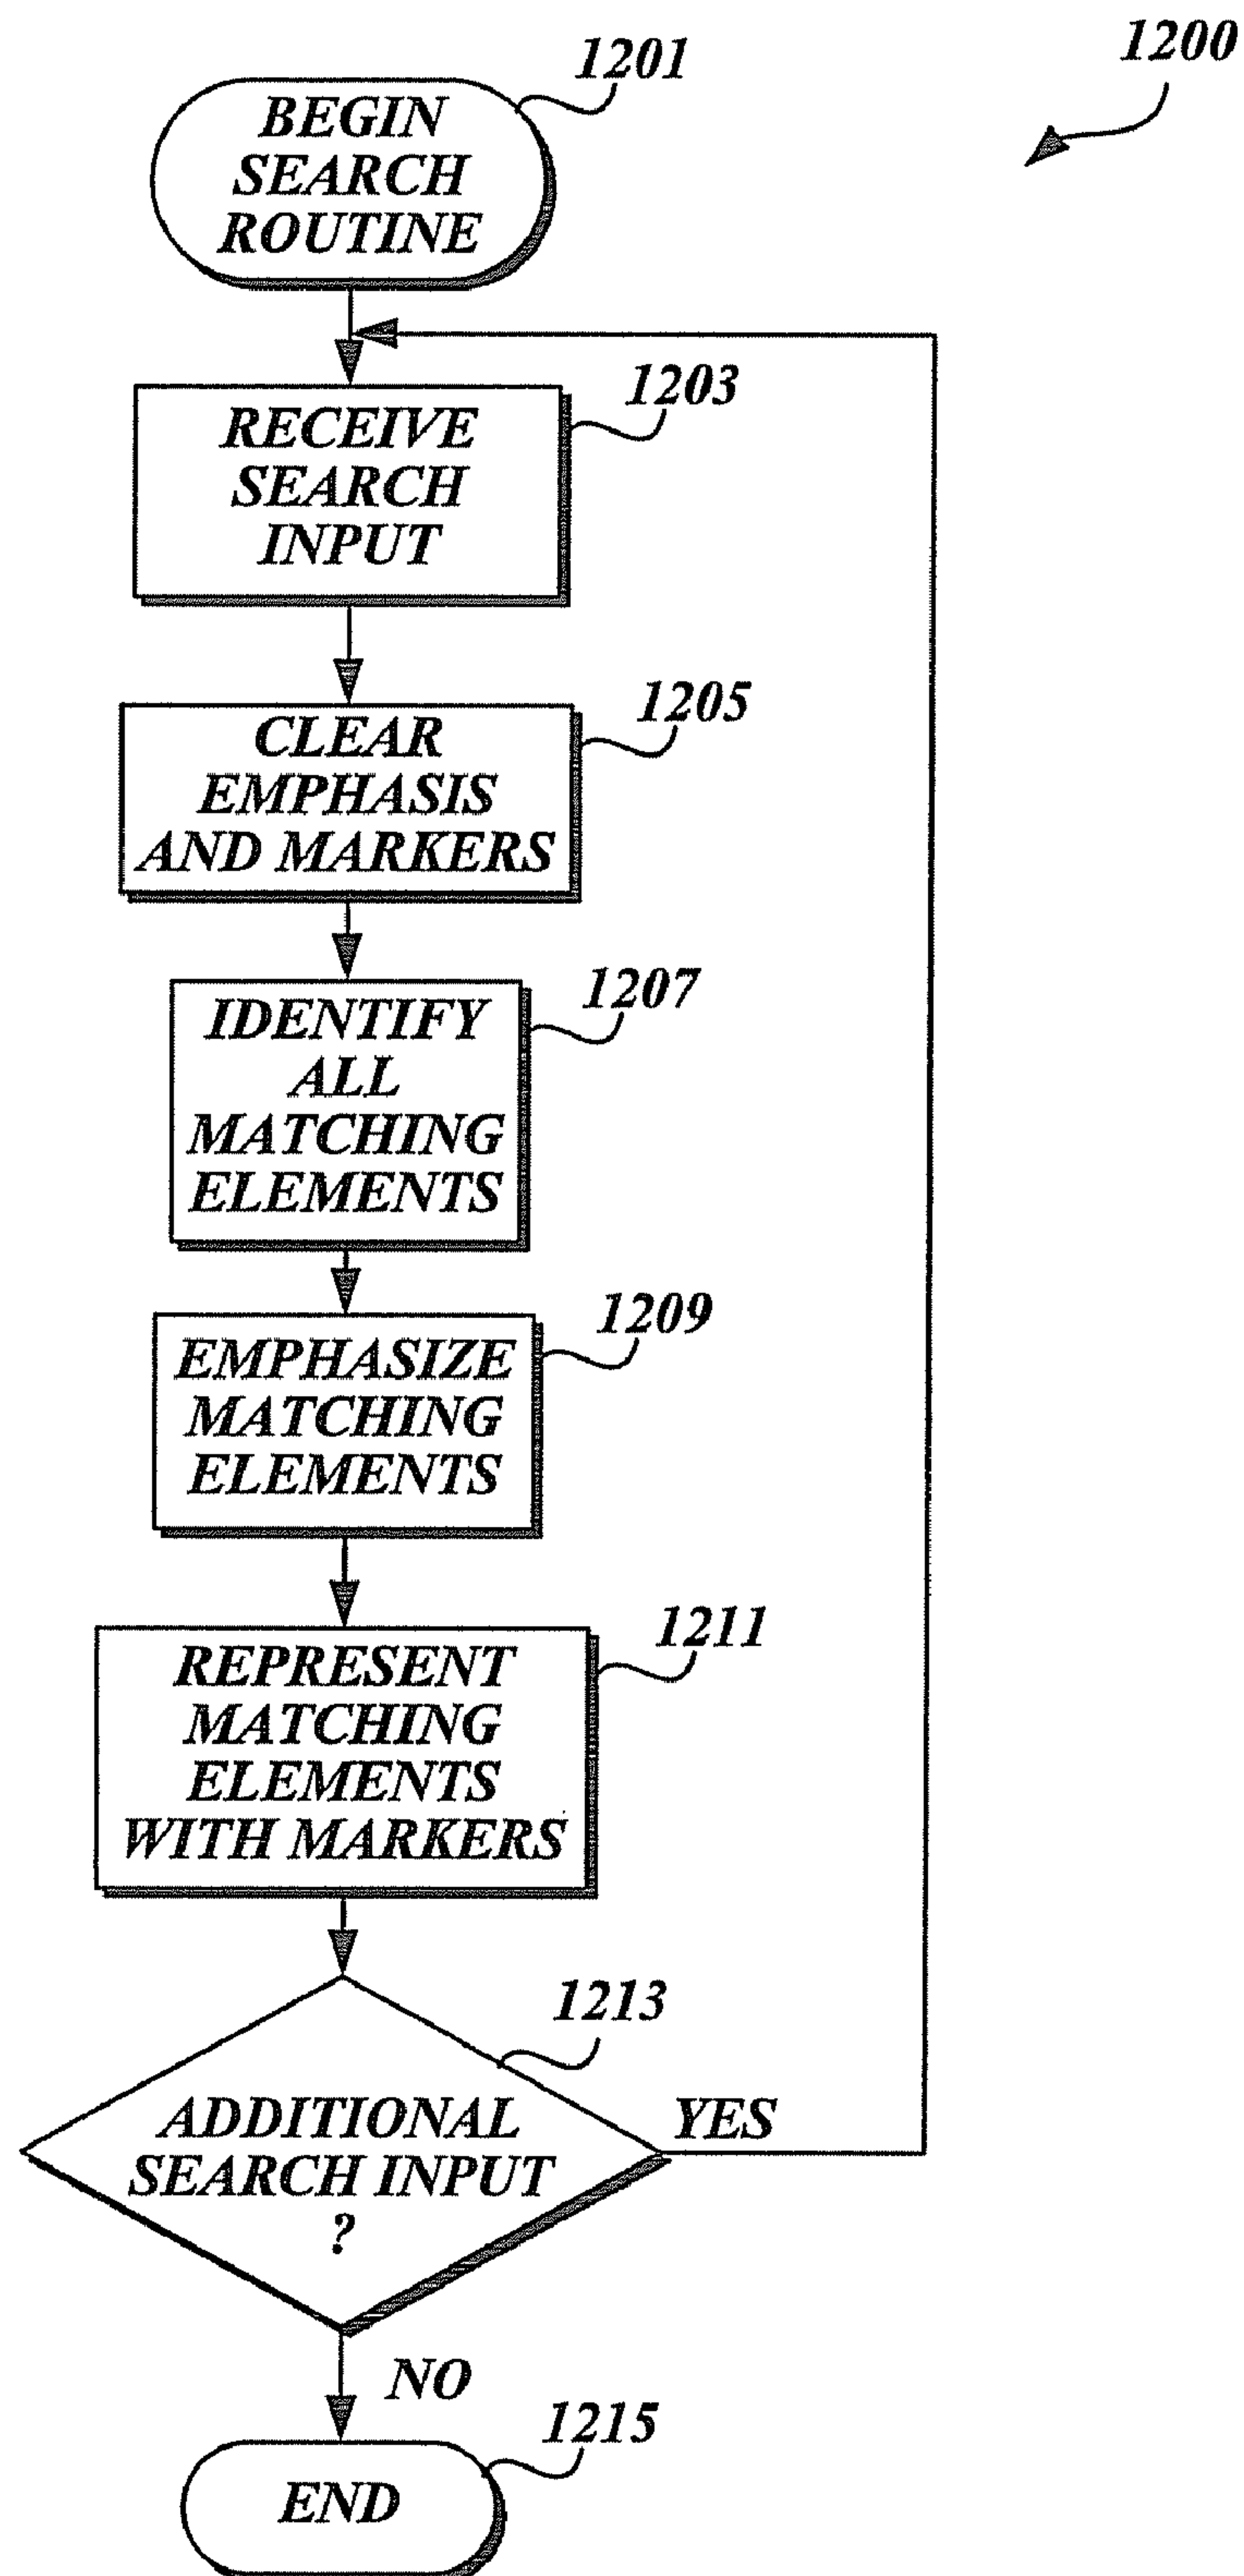 1200
1201
BEGIN
SEARCH
ROUTINE
1203
RECEIVE
SEARCH
INPUT
1205
CLEAR
EMPHASIS
AND MARKERS
1207
IDENTIFY
ALL
MATCHING
ELEMENTS
1209
EMPHASIZE
MATCHING
ELEMENTS
1211
REPRESENT
MATCHING
ELEMENTS
WITH MARKERS
1213
ADDITIONAL
SEARCH INPUT
?
YES
NO
1215
END